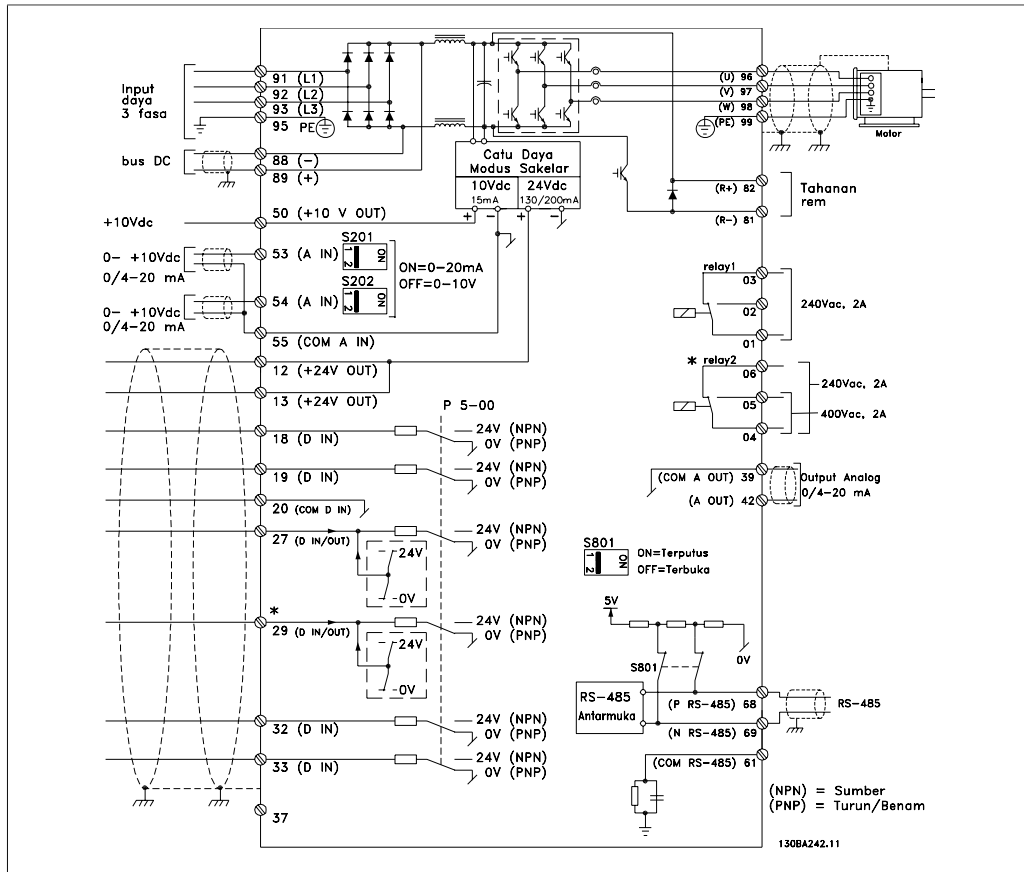 Input
daya
3 fasa
91 (L1)
92 (L2)
93 (L3)
95 PE
bus DC
88 (-)
89 (+)
+10Vdc
50 (+10 V OUT)
0- +10Vdc
0/4-20 mA
53 (A IN)
S201
ON
1 2
ON=0-20mA
OFF=0-10V
S202
ON
1 2
0- +10Vdc
0/4-20 mA
54 (A IN)
55 (COM A IN)
12 (+24V OUT)
13 (+24V OUT)
P 5-00
18 (D IN)
24V (NPN)
0V (PNP)
19 (D IN)
24V (NPN)
0V (PNP)
20 (COM D IN)
27 (D IN/OUT)
24V (NPN)
0V (PNP)
24V
0V
*
29 (D IN/OUT)
24V (NPN)
0V (PNP)
24V
0V
32 (D IN)
24V (NPN)
0V (PNP)
33 (D IN)
24V (NPN)
0V (PNP)
37
Catu Daya
Modus Sakelar
10Vdc
15mA
24Vdc
130/200mA
+ - + -
(U) 96
(V) 97
(W) 98
(PE) 99
Motor
(R+) 82
(R-) 81
Tahanan
rem
relay1
03
02
01
240Vac, 2A
* relay2
06
05
04
240Vac, 2A
400Vac, 2A
(COM A OUT) 39
(A OUT) 42
Output Analog
0/4-20 mA
S801
ON
1 2
ON=Terputus
OFF=Terbuka
5V
0V
S801
RS-485
Antarmuka
(P RS-485) 68
(N RS-485) 69
RS-485
(COM RS-485) 61
(NPN) = Sumber
(PNP) = Turun/Benam
130BA242.11